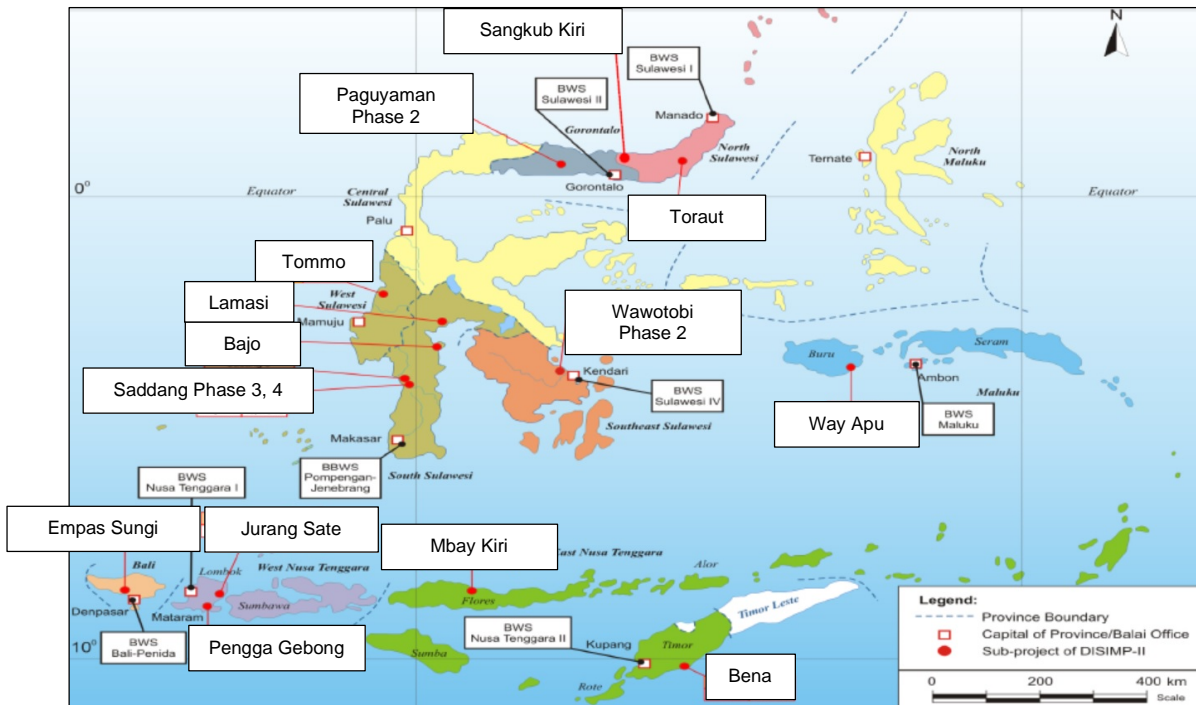 Sangkub Kiri
N
BWS
Sulawesi I
BWS
Sulawesi II
Paguyaman
Phase 2
Manado
Gorontalo
North
Sulawesi
North
Maluku
Ternate
Gorontalo
0°
Equator
Central
Sulawesi
Equator
Toraut
Palu
Tommo
West
Sulawesi
Lamasi
Wawotobi
Phase 2
Mamuju
Bajo
Buru
Seram
Saddang Phase 3, 4
Kendari
Ambon
Maluku
BWS
Sulawesi IV
Way Apu
BWS
Maluku
Southeast Sulawesi
Makasar
BWS
Nusa Tenggara I
BBWS
Pompengan-
Jenebrang
South Sulawesi
Empas Sungi
Jurang Sate
Mbay Kiri
East Nusa Tenggara
Bali
Lombok
West Nusa Tenggara
Alor
Flores
Sumbawa
Denpasar
Mataram
Timor Leste
BWS
Bali-Penida
Pengga Gebong
10°
Sumba
BWS
Nusa Tenggara II
Kupang
Timor
Rote
Bena
Legend:
Province Boundary
Capital of Province/Balai Office
Sub-project of DISIMP-II
0 200 400 km
Scale